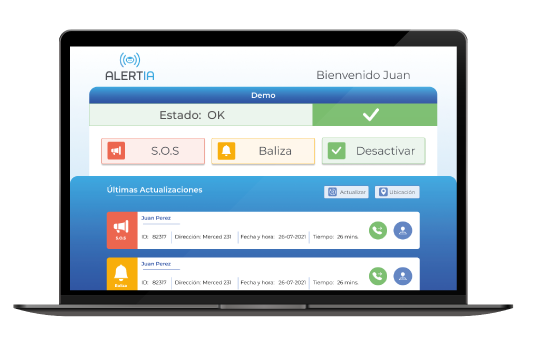 ALERTIA
Bienvenido Juan
Demo
Estado: OK
S.O.S
Baliza
Desactivar
Últimas Actualizaciones
Actualizar
Ubicación
Juan Perez
S.O.S
ID: 82317 Dirección: Merced 231 Fecha y hora: 26-07-2021 Tiempo: 26 mins.
Juan Perez
Baliza
ID: 82317 Dirección: Merced 231 Fecha y hora: 26-07-2021 Tiempo: 26 mins.